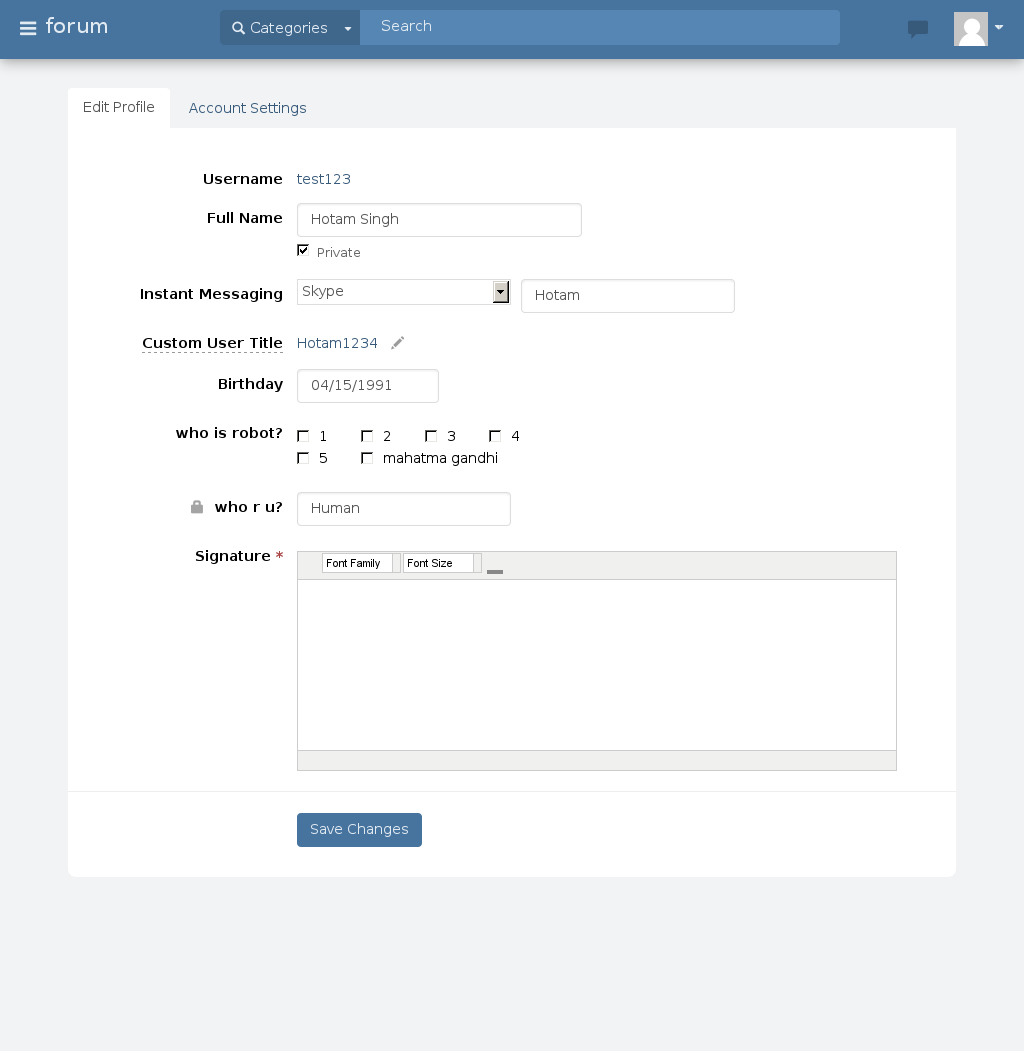 forum
Categories
Search
Edit Profile
Account Settings
Username test123
Full Name Hotam Singh
Private
Instant Messaging Skype Hotam
Custom User Title Hotam1234
Birthday 04/15/1991
who is robot? 1 2 3 4
5 mahatma gandhi
who r u? Human
Signature * Font Family Font Size
Save Changes